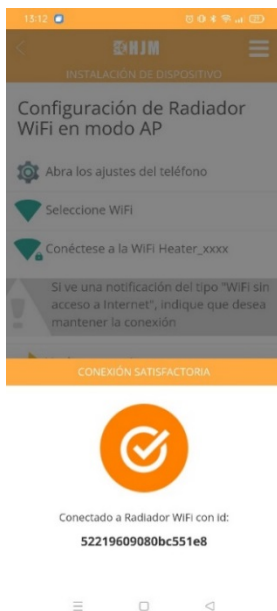 13:12
HJM
INSTALACIÓN DE DISPOSITIVO
Configuración de Radiador
WiFi en modo AP
Abra los ajustes del teléfono
Seleccione WiFi
Conéctese a la WiFi Heater_xxxx
Si ve una notificación del tipo "WiFi sin
acceso a Internet", indique que desea
mantener la conexión
CONEXIÓN SATISFACTORIA
Conectado a Radiador WiFi con id:
52219609080bc551e8